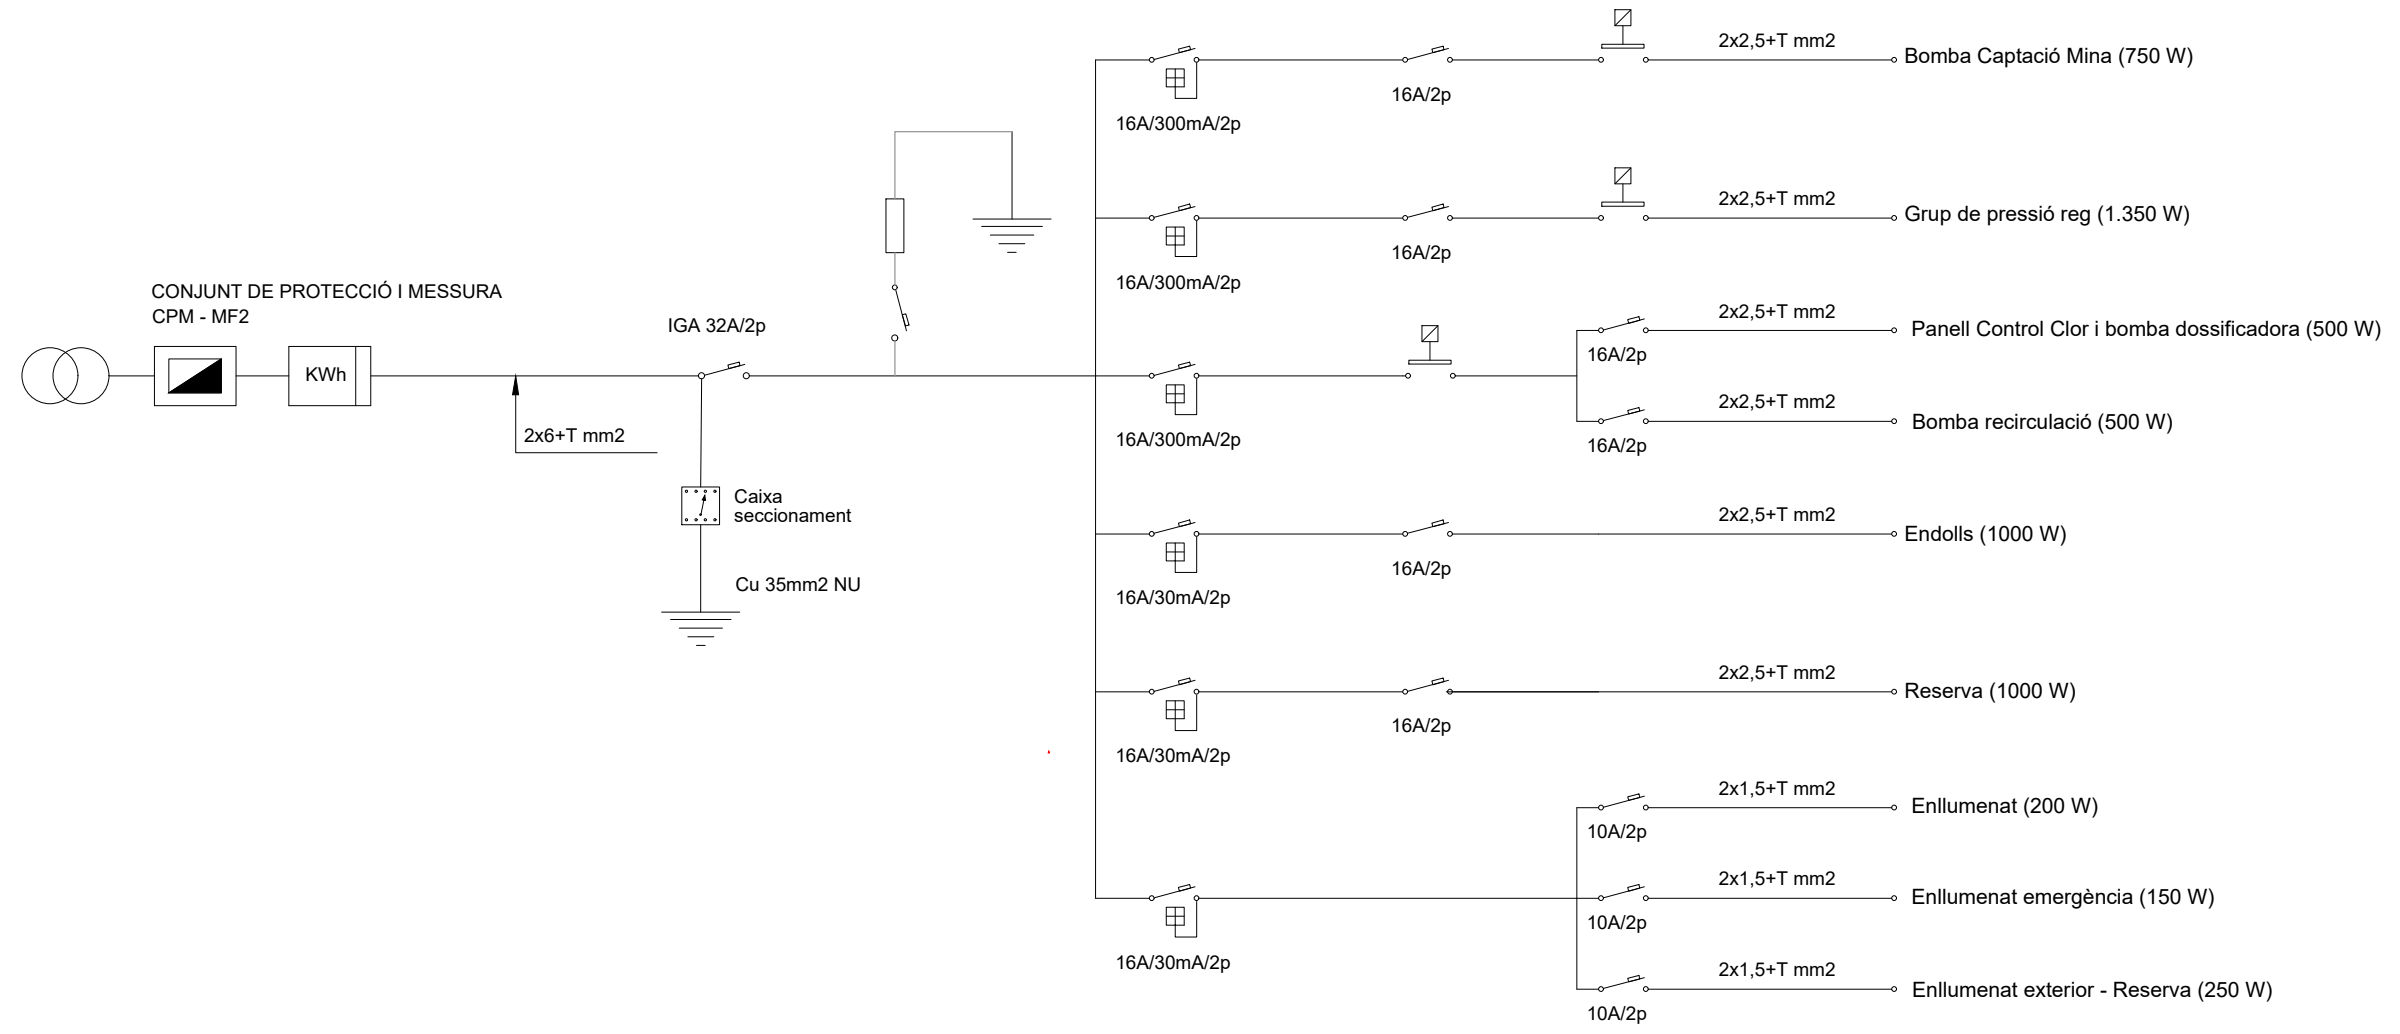 CONJUNT DE PROTECCIÓ I MESSURA
CPM - MF2
KWh
2x6+T mm2
IGA 32A/2p
Caixa
seccionament
Cu 35mm2 NU
16A/300mA/2p
16A/2p
2x2,5+T mm2
Bomba Captació Mina (750 W)
16A/300mA/2p
16A/2p
2x2,5+T mm2
Grup de pressió reg (1.350 W)
16A/300mA/2p
16A/2p
2x2,5+T mm2
Panell Control Clor i bomba dossificadora (500 W)
16A/2p
2x2,5+T mm2
Bomba recirculació (500 W)
16A/30mA/2p
16A/2p
2x2,5+T mm2
Endolls (1000 W)
16A/30mA/2p
16A/2p
2x2,5+T mm2
Reserva (1000 W)
16A/30mA/2p
10A/2p
2x1,5+T mm2
Enllumenat (200 W)
10A/2p
2x1,5+T mm2
Enllumenat emergència (150 W)
10A/2p
2x1,5+T mm2
Enllumenat exterior - Reserva (250 W)